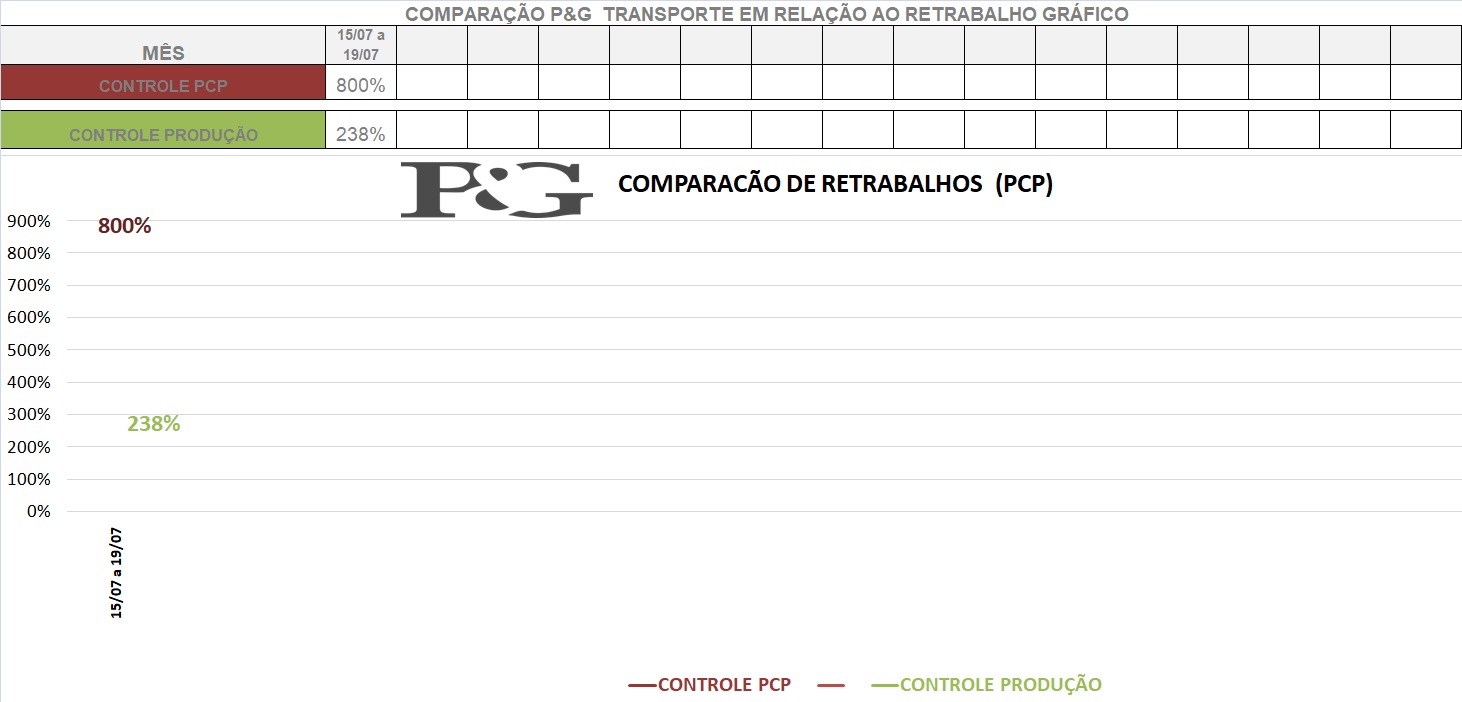 COMPARAÇÃO P&G TRANSPORTE EM RELAÇÃO AO RETRABALHO GRÁFICO
MÊS 15/07 a 19/07
CONTROLE PCP 800%
CONTROLE PRODUÇÃO 238%
P&G COMPARACÃO DE RETRABALHOS (PCP)
900%
800%
800%
700%
600%
500%
400%
300%
238%
200%
100%
0%
15/07 a 19/07
CONTROLE PCP CONTROLE PRODUÇÃO